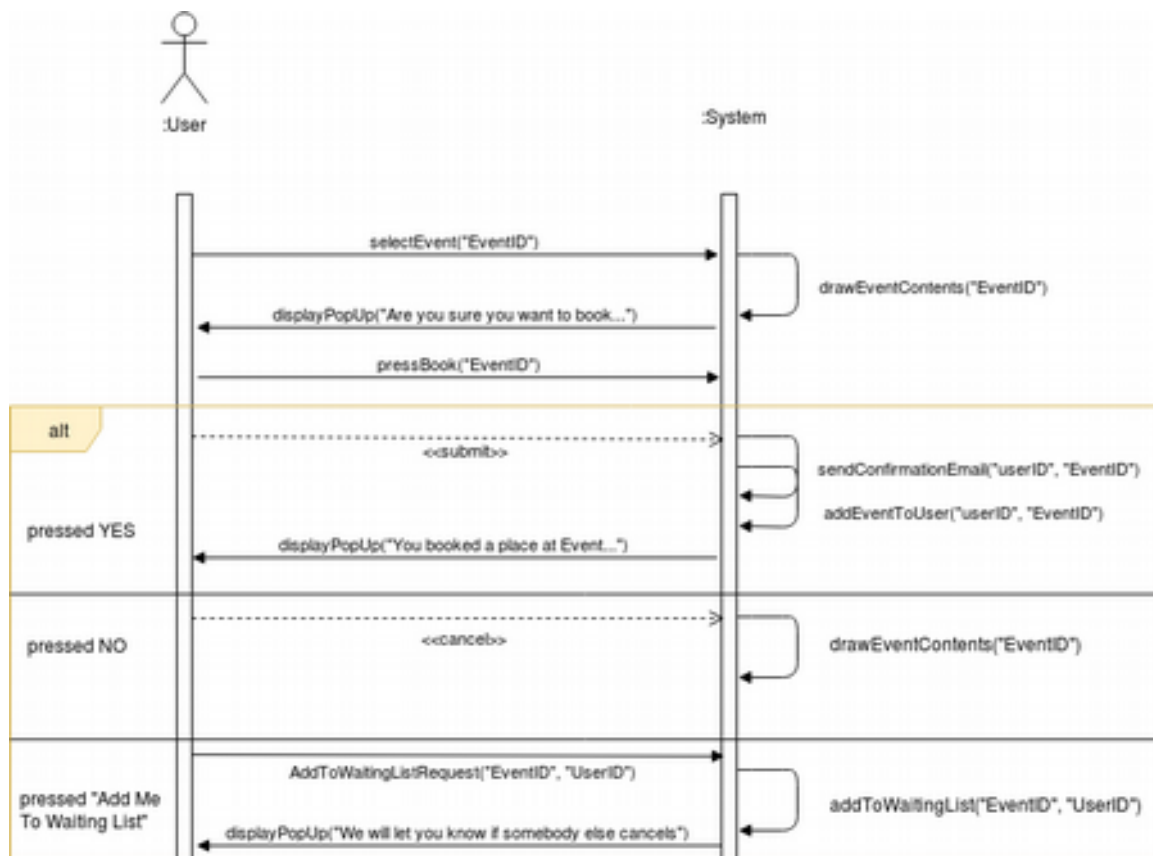 :User
:System
selectEvent("EventID")
drawEventContents("EventID")
displayPopUp("Are you sure you want to book...")
pressBook("EventID")
alt
<<submit>>
sendConfirmationEmail("userID", "EventID")
addEventToUser("userID", "EventID")
pressed YES
displayPopUp("You booked a place at Event...")
<<cancel>>
pressed NO
drawEventContents("EventID")
AddToWaitingListRequest("EventID", "UserID")
pressed "Add Me
To Waiting List"
addToWaitingList("EventID", "UserID")
displayPopUp("We will let you know if somebody else cancels")